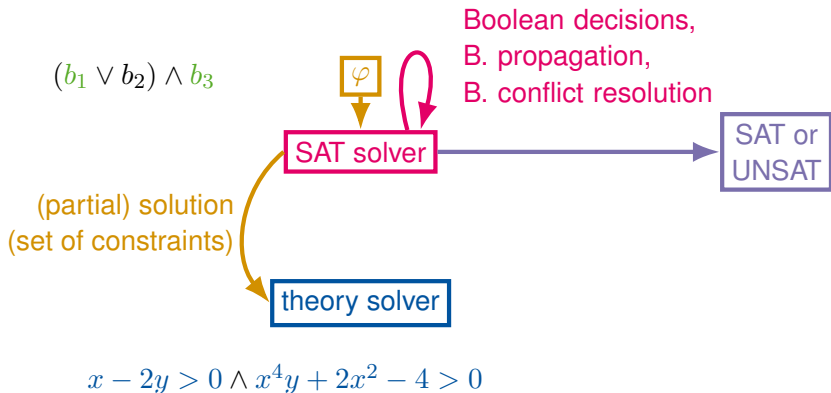 Boolean decisions,
B. propagation,
B. conflict resolution
(b₁ ∨ b₂) ∧ b₃
φ
SAT solver
SAT or
UNSAT
(partial) solution
(set of constraints)
theory solver
x − 2y > 0 ∧ x⁴y + 2x² − 4 > 0